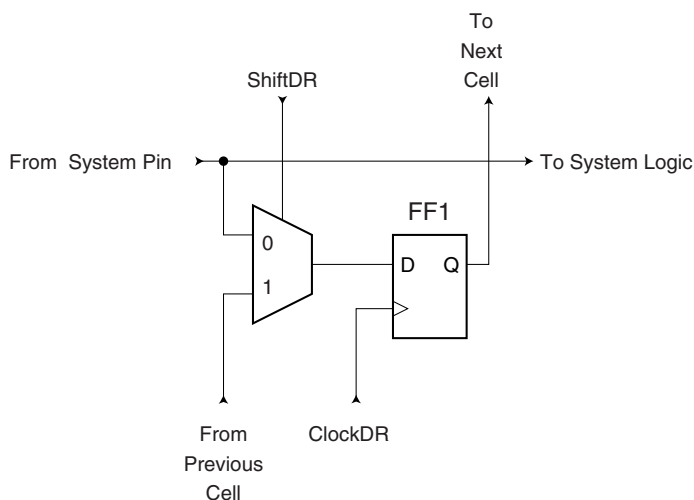 To
Next
Cell
ShiftDR
From System Pin
To System Logic
FF1
0
D Q
1
From
Previous
Cell
ClockDR